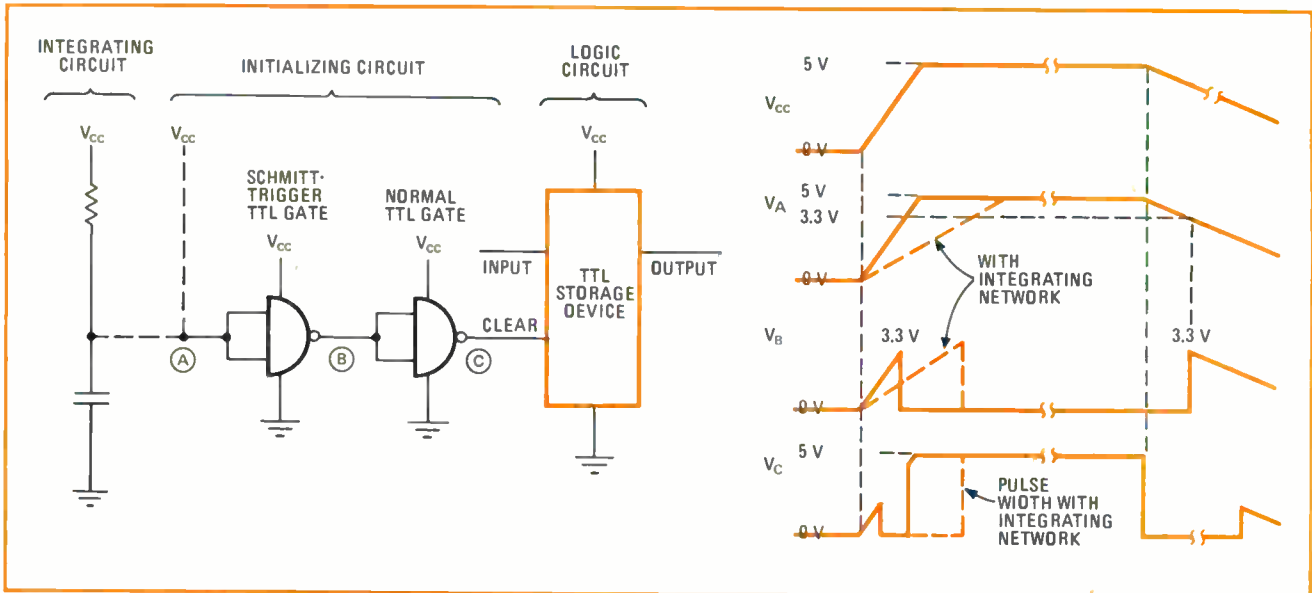 INTEGRATING
CIRCUIT
INITIALIZING CIRCUIT
LOGIC
CIRCUIT
VCC
VCC
VCC
SCHMITT-
TRIGGER
TTL GATE
NORMAL
TTL GATE
VCC
VCC
INPUT
TTL
STORAGE
DEVICE
OUTPUT
CLEAR
A
B
C
5 V
VCC
0 V
5 V
VA
3.3 V
0 V
WITH
INTEGRATING
NETWORK
VB
3.3 V
3.3 V
0 V
5 V
VC
PULSE
WIDTH WITH
INTEGRATING
NETWORK
0 V